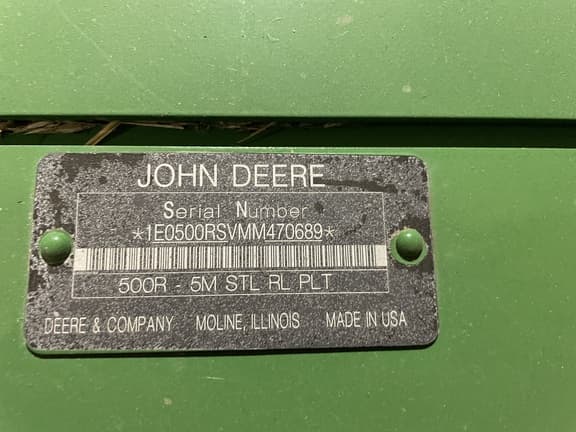 JOHN DEERE
Serial Number
*1E0500RSVMM470689*
500R - 5M STL RL PLT
DEERE & COMPANY MOLINE, ILLINOIS MADE IN USA